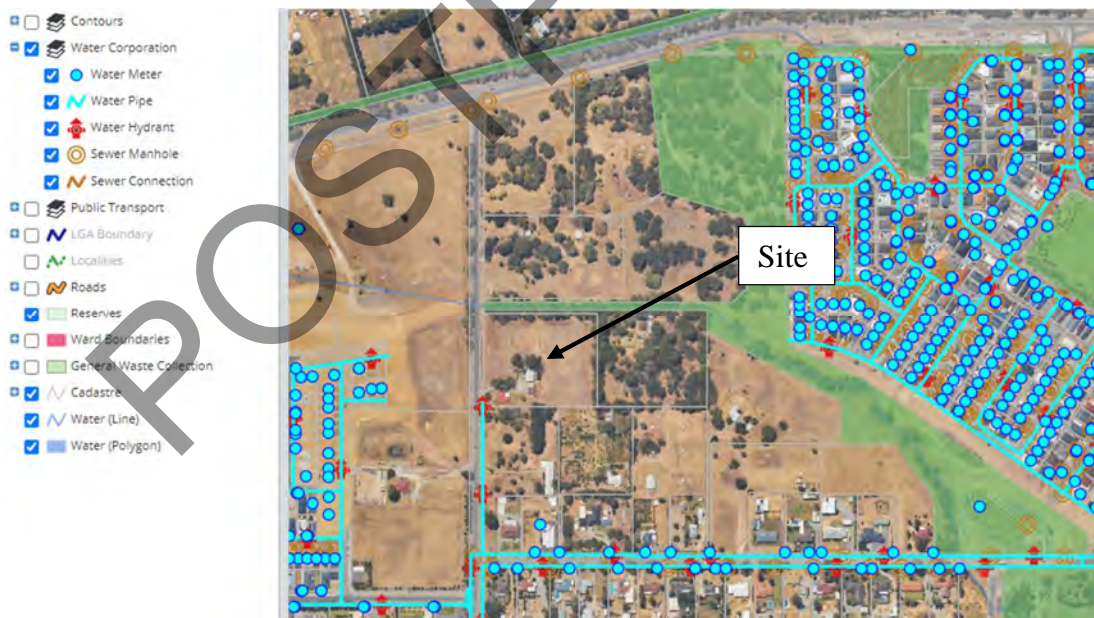 Contours
Water Corporation
Water Meter
Water Pipe
Water Hydrant
Sewer Manhole
Sewer Connection
Public Transport
LGA Boundary
Localities
Roads
Reserves
Ward Boundaries
General Waste Collection
Cadastre
Water (Line)
Water (Polygon)
Site